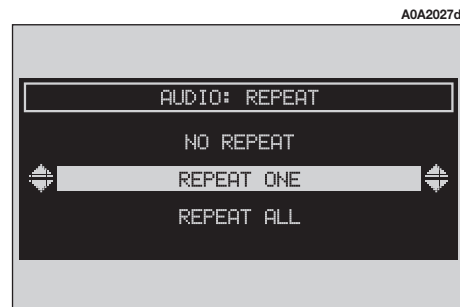 A0A2027d
AUDIO: REPEAT
NO REPEAT
REPEAT ONE
REPEAT ALL